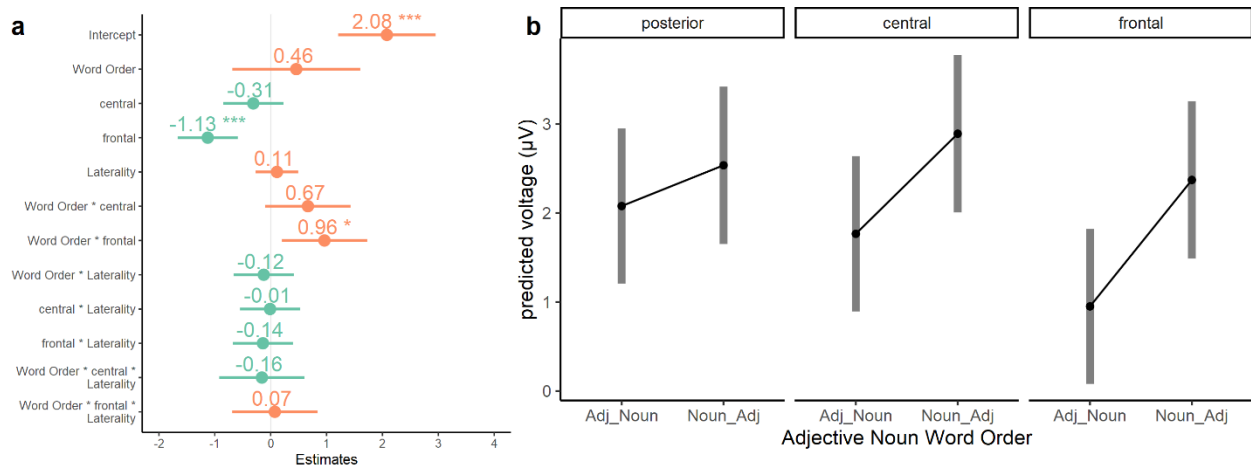 a
Intercept
2.08 ***
Word Order
0.46
central
-0.31
frontal
-1.13 ***
Laterality
0.11
Word Order * central
0.67
Word Order * frontal
0.96 *
Word Order * Laterality
-0.12
central * Laterality
-0.01
frontal * Laterality
-0.14
Word Order * central *
Laterality
-0.16
Word Order * frontal *
Laterality
0.07
-2 -1 0 1 2 3 4
Estimates
b
posterior central frontal
predicted voltage (µV)
3
2
1
0
Adj_Noun Noun_Adj Adj_Noun Noun_Adj Adj_Noun Noun_Adj
Adjective Noun Word Order